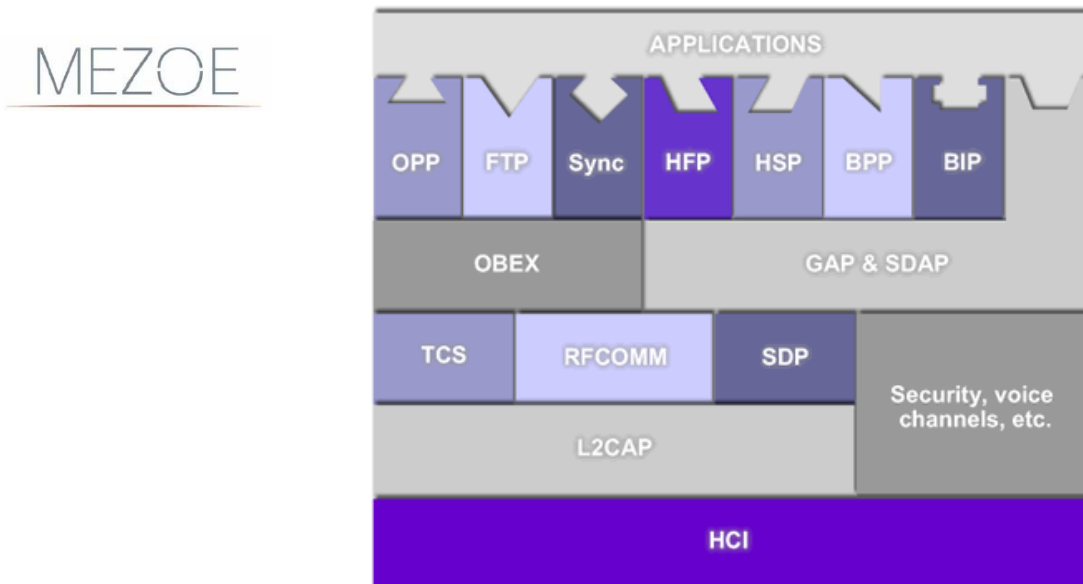 MEZOE
APPLICATIONS
OPP FTP Sync HFP HSP BPP BIP
OBEX GAP & SDAP
TCS RFCOMM SDP
Security, voice
channels, etc.
L2CAP
HCI